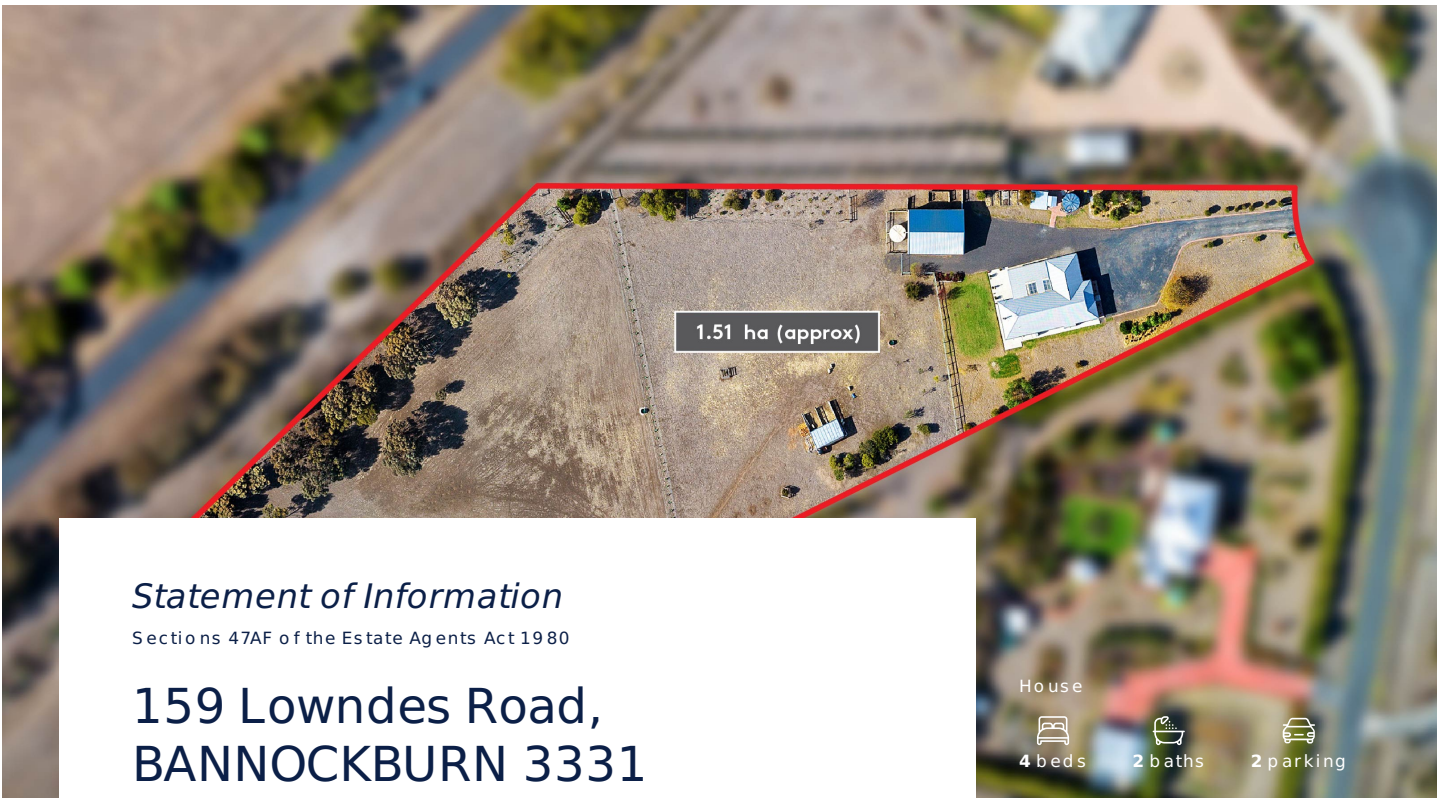 1.51 ha (approx)
Statement of Information
Sections 47AF of the Estate Agents Act 1980
159 Lowndes Road,
BANNOCKBURN 3331
House
4 beds 2 baths 2 parking